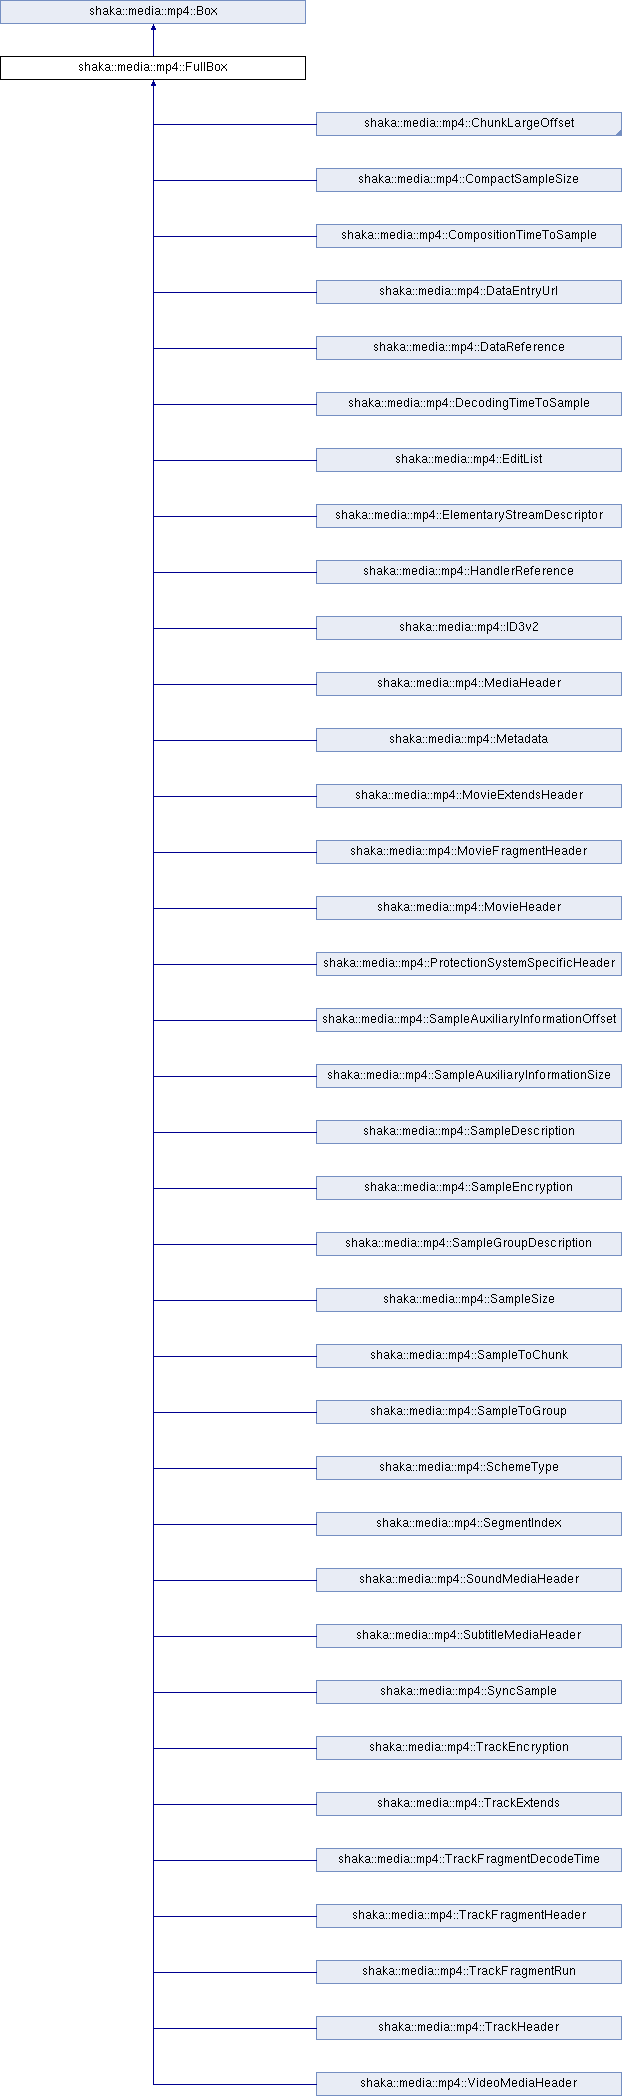 shaka::media::mp4::Box
shaka::media::mp4::FullBox
shaka::media::mp4::ChunkLargeOffset
shaka::media::mp4::CompactSampleSize
shaka::media::mp4::CompositionTimeToSample
shaka::media::mp4::DataEntryUrl
shaka::media::mp4::DataReference
shaka::media::mp4::DecodingTimeToSample
shaka::media::mp4::EditList
shaka::media::mp4::ElementaryStreamDescriptor
shaka::media::mp4::HandlerReference
shaka::media::mp4::ID3v2
shaka::media::mp4::MediaHeader
shaka::media::mp4::Metadata
shaka::media::mp4::MovieExtendsHeader
shaka::media::mp4::MovieFragmentHeader
shaka::media::mp4::MovieHeader
shaka::media::mp4::ProtectionSystemSpecificHeader
shaka::media::mp4::SampleAuxiliaryInformationOffset
shaka::media::mp4::SampleAuxiliaryInformationSize
shaka::media::mp4::SampleDescription
shaka::media::mp4::SampleEncryption
shaka::media::mp4::SampleGroupDescription
shaka::media::mp4::SampleSize
shaka::media::mp4::SampleToChunk
shaka::media::mp4::SampleToGroup
shaka::media::mp4::SchemeType
shaka::media::mp4::SegmentIndex
shaka::media::mp4::SoundMediaHeader
shaka::media::mp4::SubtitleMediaHeader
shaka::media::mp4::SyncSample
shaka::media::mp4::TrackEncryption
shaka::media::mp4::TrackExtends
shaka::media::mp4::TrackFragmentDecodeTime
shaka::media::mp4::TrackFragmentHeader
shaka::media::mp4::TrackFragmentRun
shaka::media::mp4::TrackHeader
shaka::media::mp4::VideoMediaHeader